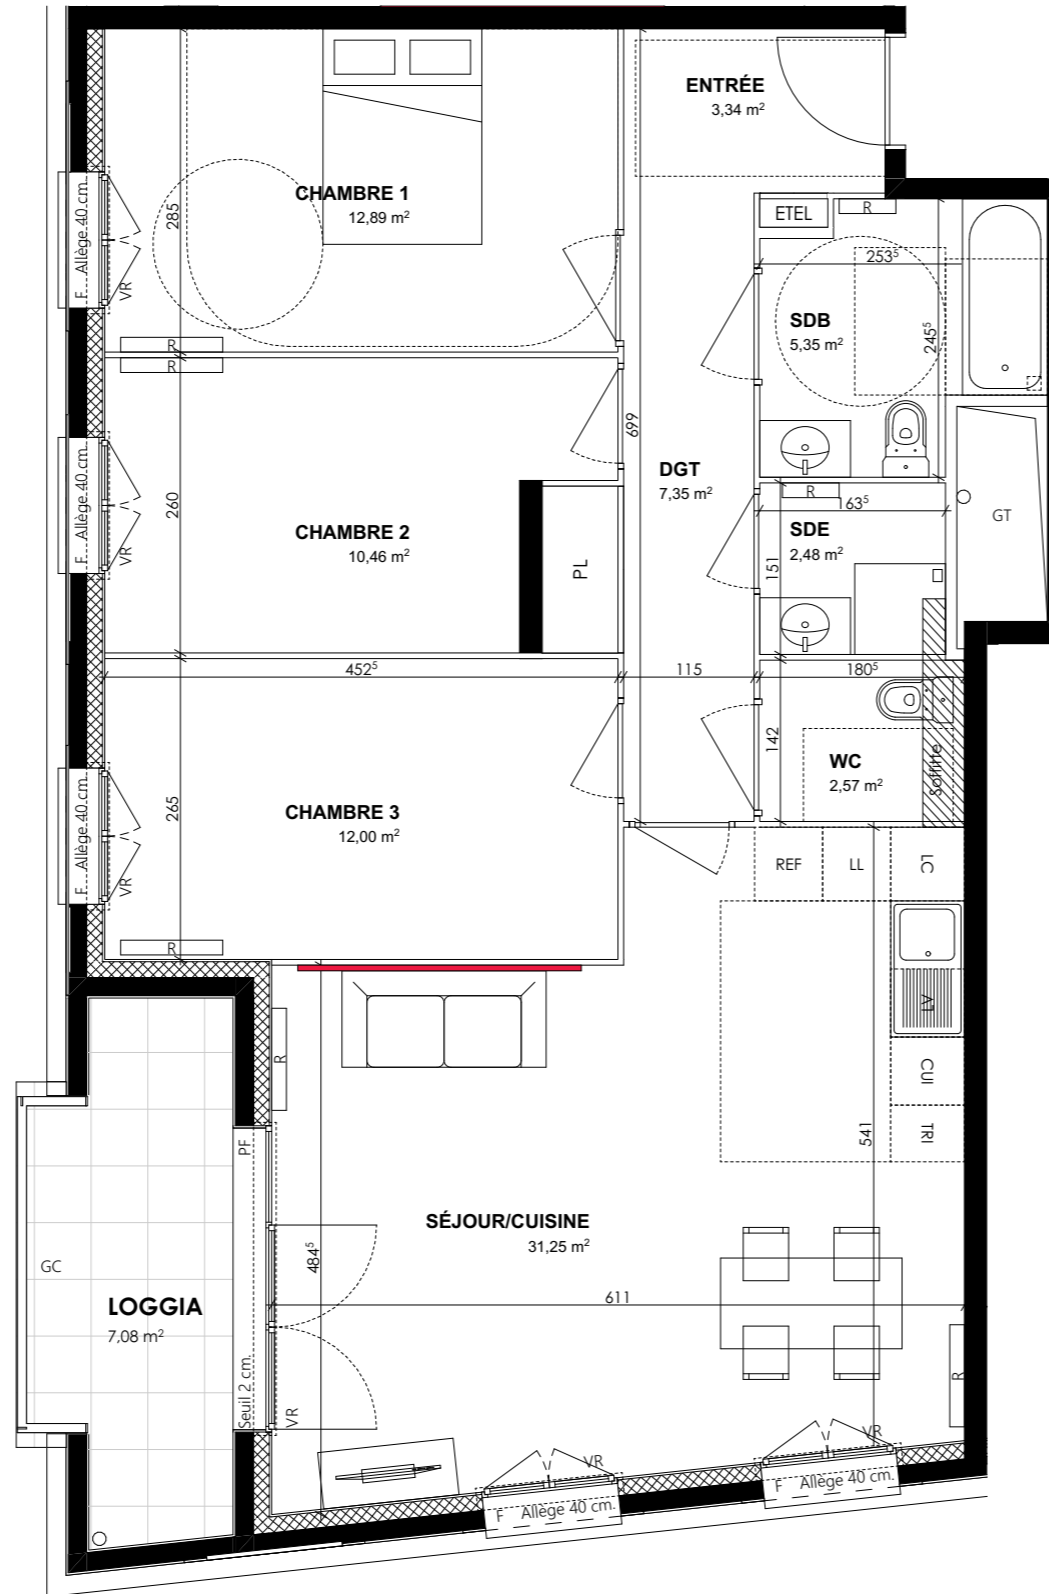 ENTRÉE
3,34 m²
CHAMBRE 1
12,89 m²
285
F Allège 40 cm.
VR
R
R
ETEL
R
253⁵
SDB
5,35 m²
245⁵
699
DGT
7,35 m²
CHAMBRE 2
10,46 m²
260
F Allège 40 cm.
VR
PL
R
163⁵
SDE
2,48 m²
151
GT
452⁵
115
180⁵
142
WC
2,57 m²
Soffitte
CHAMBRE 3
12,00 m²
265
F Allège 40 cm.
VR
R
REF
LL
LC
LV
CUI
TRI
541
R
PF
SÉJOUR/CUISINE
31,25 m²
484⁵
611
GC
LOGGIA
7,08 m²
Seuil 2 cm.
VR
R
VR
F Allège 40 cm.
VR
F Allège 40 cm.